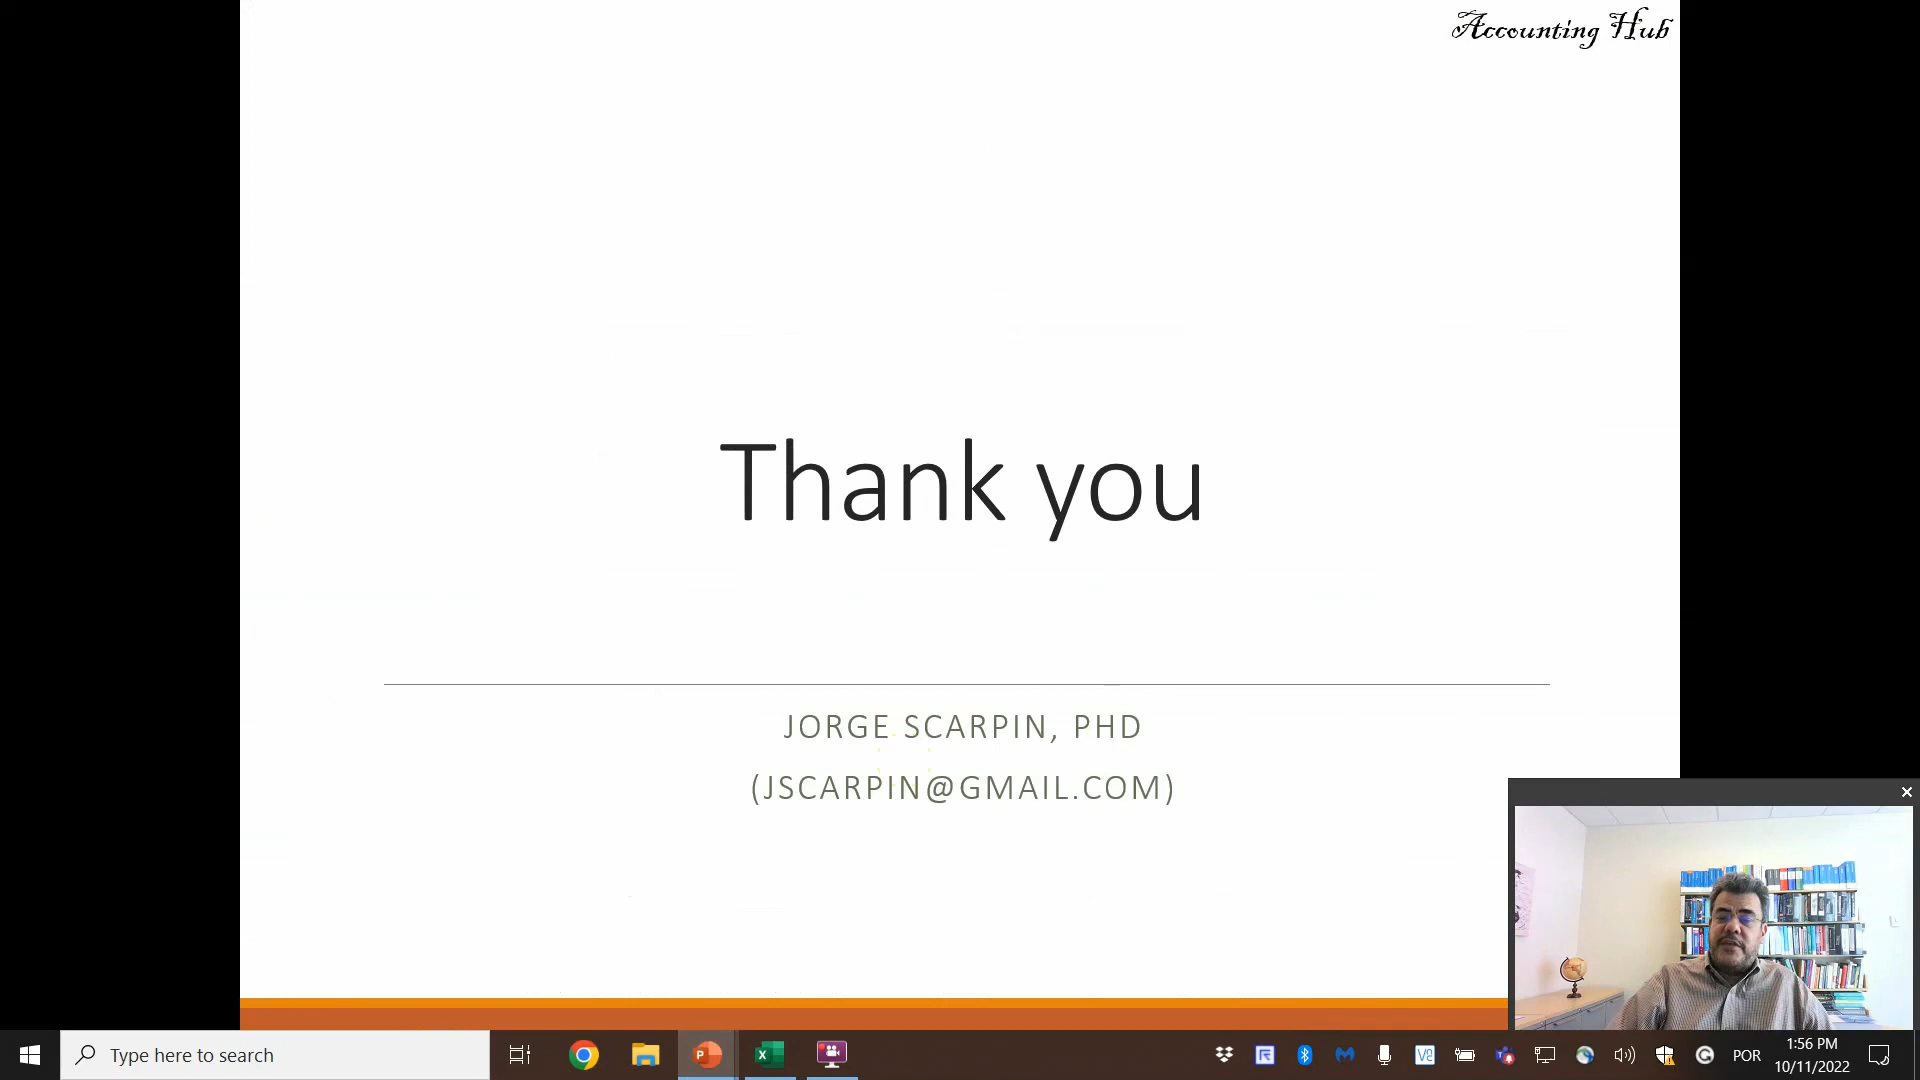 Accounting Hub
Thank you
JORGE SCARPIN, PHD
(JSCARPIN@GMAIL.COM)
Type here to search
POR
1:56 PM
10/11/2022